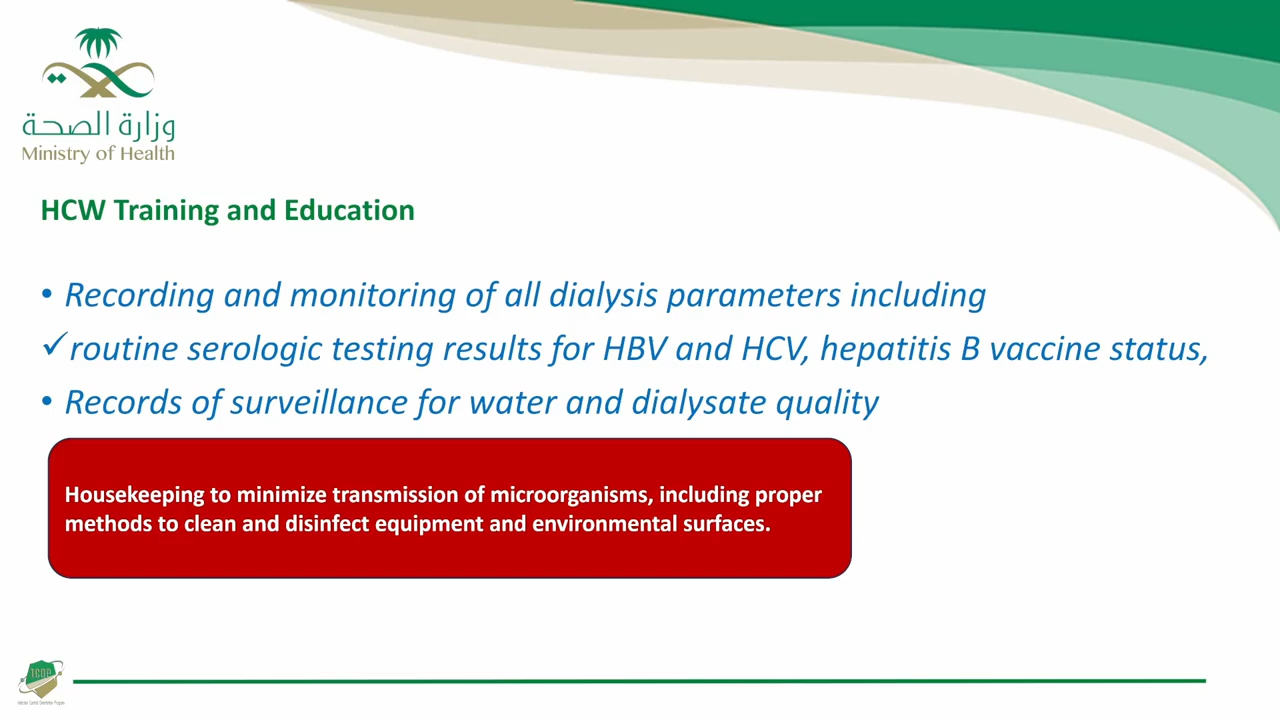 وزارة الصحة
Ministry of Health
HCW Training and Education
• Recording and monitoring of all dialysis parameters including
✓routine serologic testing results for HBV and HCV, hepatitis B vaccine status,
• Records of surveillance for water and dialysate quality
Housekeeping to minimize transmission of microorganisms, including proper
methods to clean and disinfect equipment and environmental surfaces.